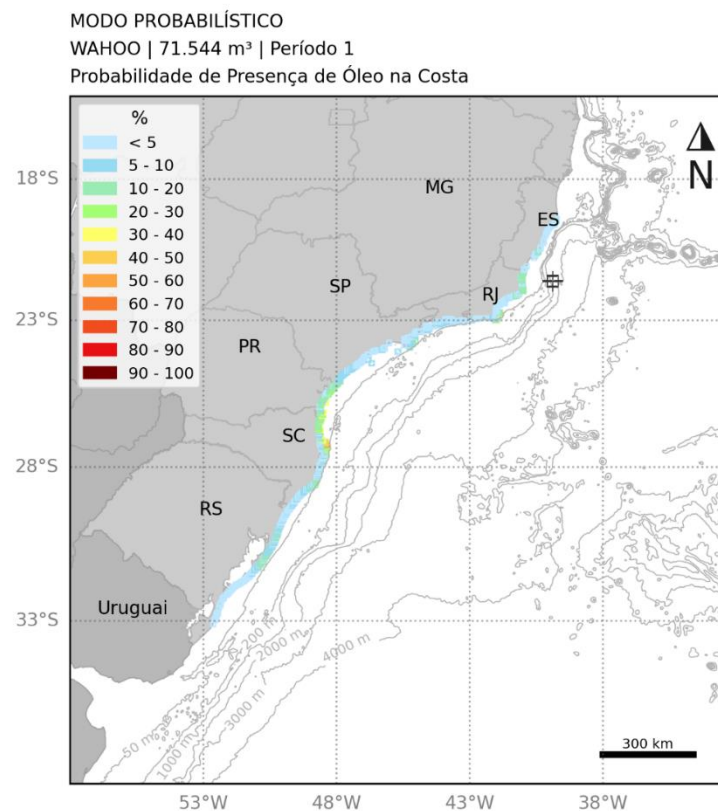 MODO PROBABILÍSTICO
WAHOO | 71.544 m³ | Período 1
Probabilidade de Presença de Óleo na Costa
%
< 5
5 - 10
10 - 20
20 - 30
30 - 40
40 - 50
50 - 60
60 - 70
70 - 80
80 - 90
90 - 100
N
18°S
MG
ES
SP
RJ
23°S
PR
SC
28°S
RS
Uruguai
33°S
200 m
2000 m
4000 m
3000 m
50 m
1000 m
300 km
53°W
48°W
43°W
38°W